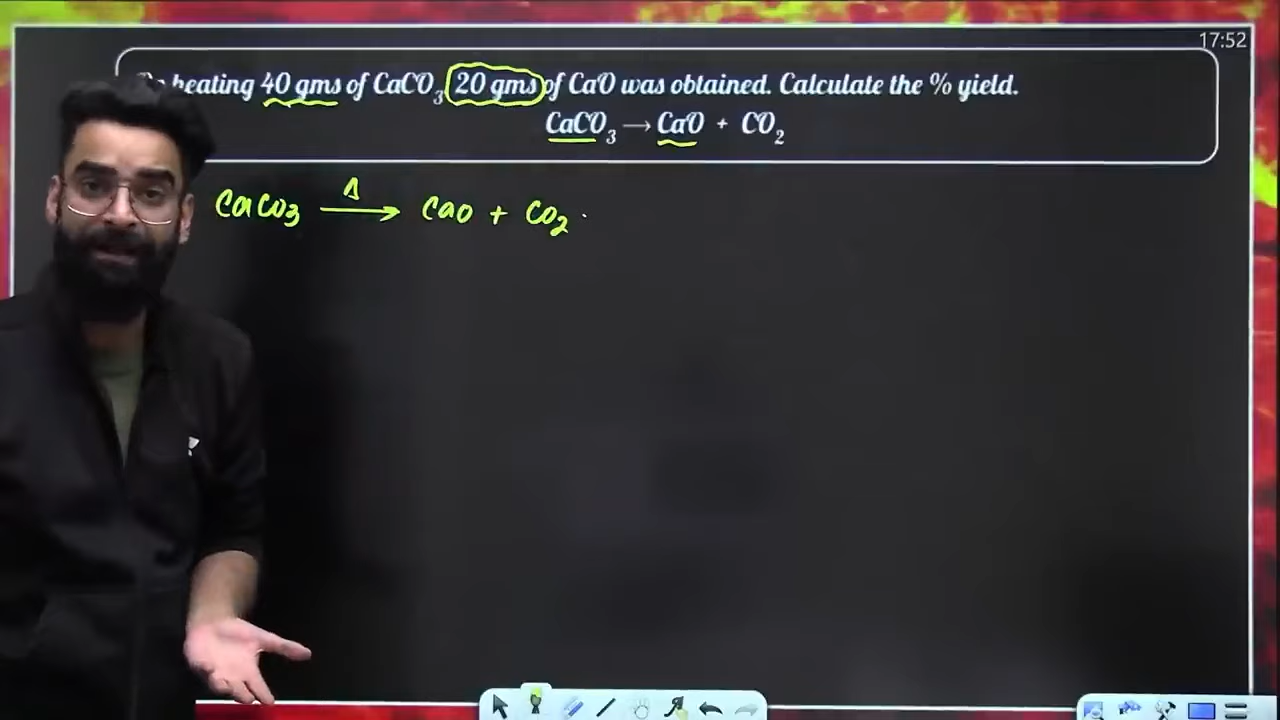 17:52
heating 40 gms of CaCO₃ 20 gms of CaO was obtained. Calculate the % yield.
CaCO₃ → CaO + CO₂
CaCO₃ —Δ→ CaO + CO₂